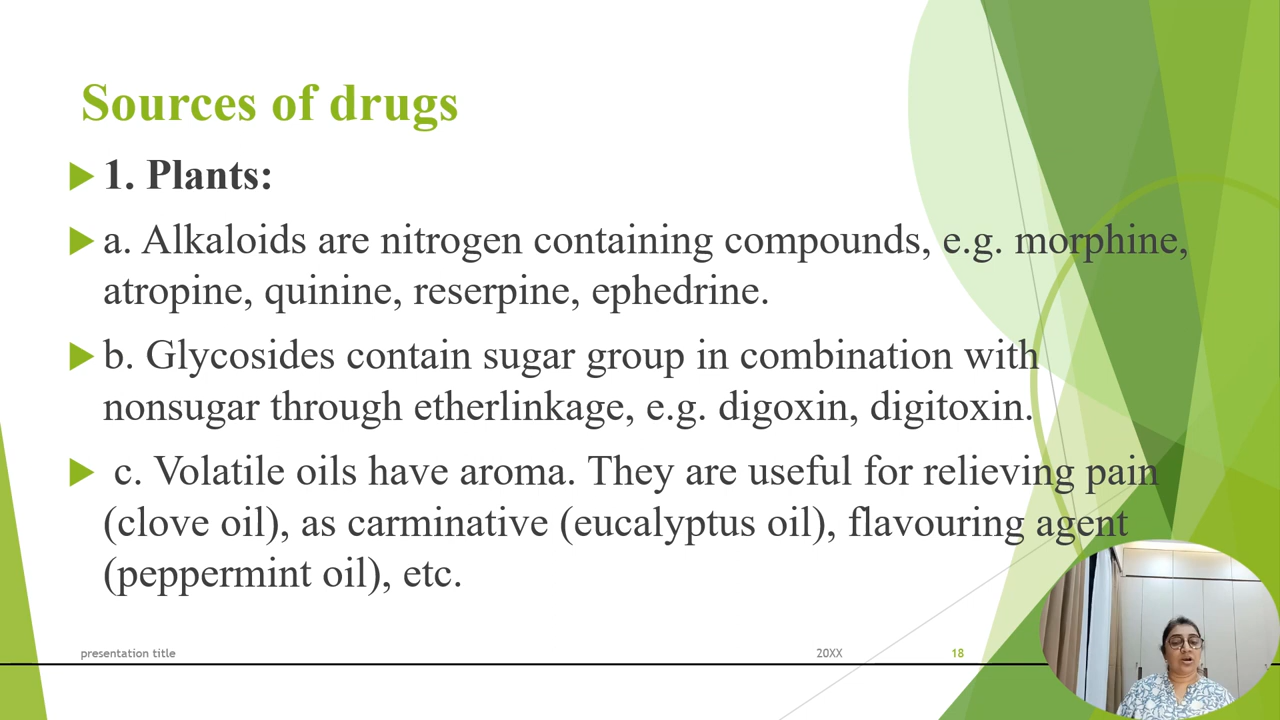 Sources of drugs
1. Plants:
a. Alkaloids are nitrogen containing compounds, e.g. morphine,
atropine, quinine, reserpine, ephedrine.
b. Glycosides contain sugar group in combination with
nonsugar through etherlinkage, e.g. digoxin, digitoxin.
c. Volatile oils have aroma. They are useful for relieving pain
(clove oil), as carminative (eucalyptus oil), flavouring agent
(peppermint oil), etc.
presentation title 20XX 18